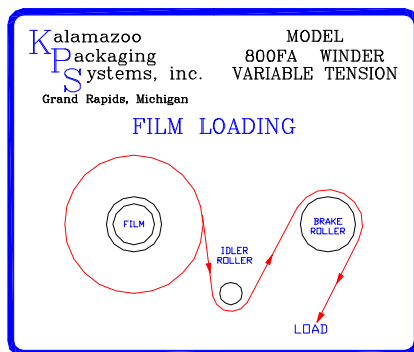 Kalamazoo
Packaging
Systems, inc.
Grand Rapids, Michigan
MODEL
800FA WINDER
VARIABLE TENSION
FILM LOADING
FILM
IDLER
ROLLER
BRAKE
ROLLER
LOAD